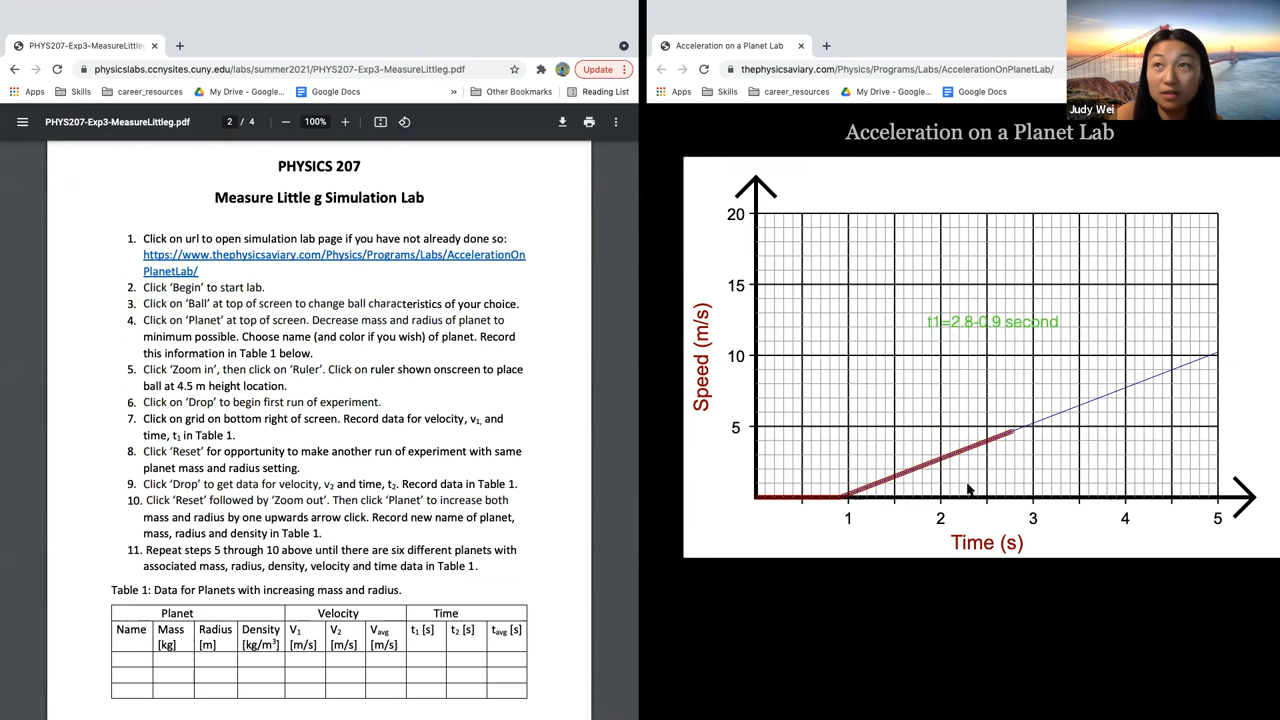 PHYS207-Exp3-MeasureLittleg
physicslabs.ccnysites.cuny.edu/labs/summer2021/PHYS207-Exp3-MeasureLittleg.pdf
Update
Apps Skills career_resources My Drive - Google... Google Docs » Other Bookmarks Reading List
PHYS207-Exp3-MeasureLittleg.pdf 2 / 4 100%
PHYSICS 207
Measure Little g Simulation Lab
1. Click on url to open simulation lab page if you have not already done so:
https://www.thephysicsaviary.com/Physics/Programs/Labs/AccelerationOn
PlanetLab/
2. Click ‘Begin’ to start lab.
3. Click on ‘Ball’ at top of screen to change ball characteristics of your choice.
4. Click on ‘Planet’ at top of screen. Decrease mass and radius of planet to
minimum possible. Choose name (and color if you wish) of planet. Record
this information in Table 1 below.
5. Click ‘Zoom in’, then click on ‘Ruler’. Click on ruler shown onscreen to place
ball at 4.5 m height location.
6. Click on ‘Drop’ to begin first run of experiment.
7. Click on grid on bottom right of screen. Record data for velocity, v1, and
time, t1 in Table 1.
8. Click ‘Reset’ for opportunity to make another run of experiment with same
planet mass and radius setting.
9. Click ‘Drop’ to get data for velocity, v2 and time, t2. Record data in Table 1.
10. Click ‘Reset’ followed by ‘Zoom out’. Then click ‘Planet’ to increase both
mass and radius by one upwards arrow click. Record new name of planet,
mass, radius and density in Table 1.
11. Repeat steps 5 through 10 above until there are six different planets with
associated mass, radius, density, velocity and time data in Table 1.
Table 1: Data for Planets with increasing mass and radius.
Planet Velocity Time
Name Mass Radius Density V1 V2 Vavg t1 [s] t2 [s] tavg [s]
[kg] [m] [kg/m³] [m/s] [m/s] [m/s]
Acceleration on a Planet Lab
thephysicsaviary.com/Physics/Programs/Labs/AccelerationOnPlanetLab/
Apps Skills career_resources My Drive - Google... Google Docs
Judy Wei
Acceleration on a Planet Lab
20
15
t1=2.8-0.9 second
10
5
Speed (m/s)
1 2 3 4 5
Time (s)